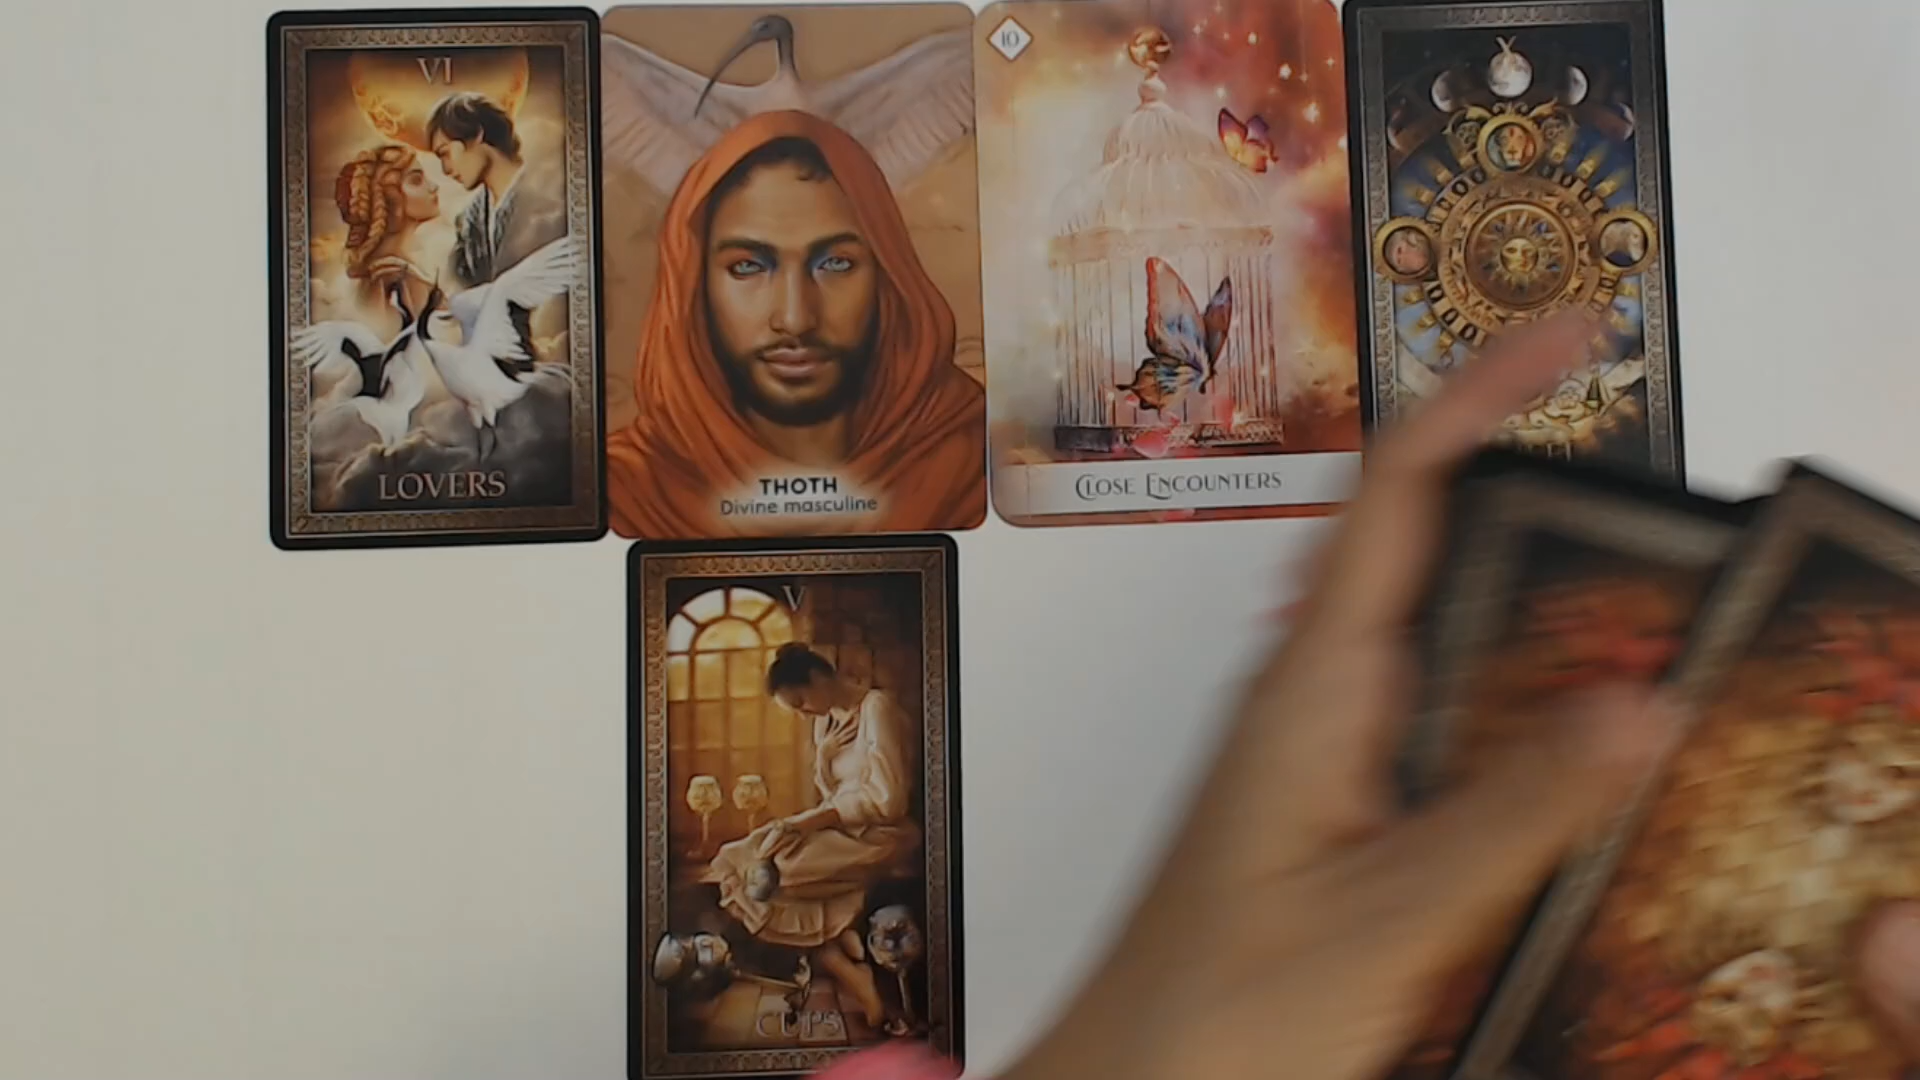 VI
LOVERS
THOTH
Divine masculine
10
CLOSE ENCOUNTERS
X
V
CUPS